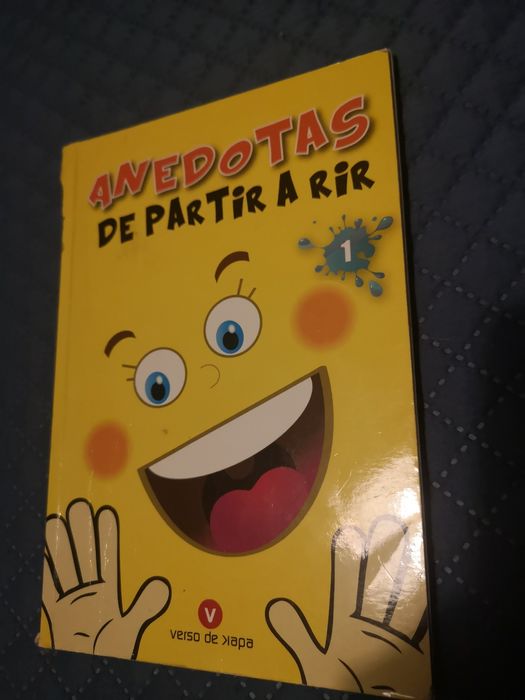 ANEDOTAS
DE PARTIR A RIR
1
V
verso de kapa